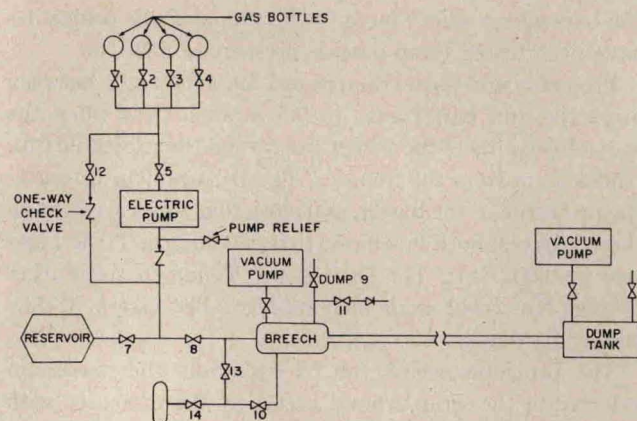 GAS BOTTLES
1 2 3 4
12
5
ONE-WAY
CHECK
VALVE
ELECTRIC
PUMP
PUMP RELIEF
VACUUM
PUMP
DUMP 9
11
VACUUM
PUMP
RESERVOIR
7
8
BREECH
DUMP
TANK
13
14
10